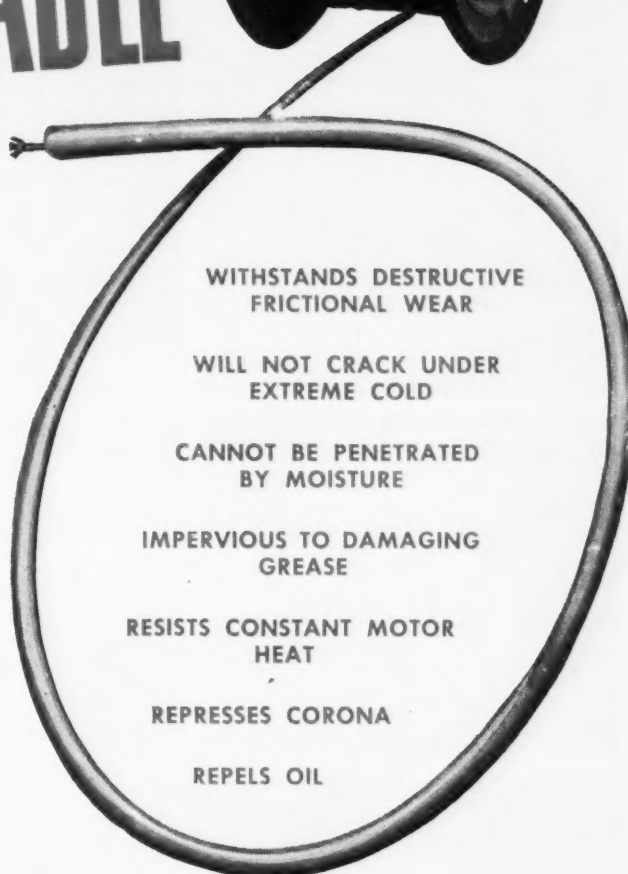 WITHSTANDS DESTRUCTIVE
FRICTIONAL WEAR
WILL NOT CRACK UNDER
EXTREME COLD
CANNOT BE PENETRATED
BY MOISTURE
IMPERVIOUS TO DAMAGING
GREASE
RESISTS CONSTANT MOTOR
HEAT
REPRESSES CORONA
REPELS OIL